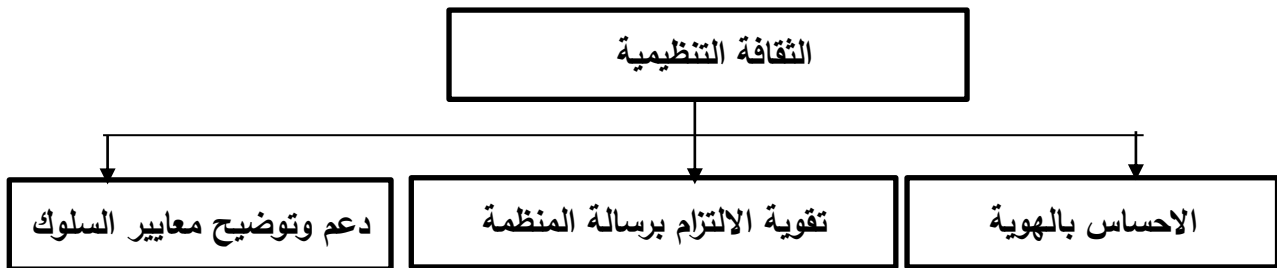 الثقافة التنظيمية
الاحساس بالهوية
تقوية الالتزام برسالة المنظمة
دعم وتوضيح معايير السلوك